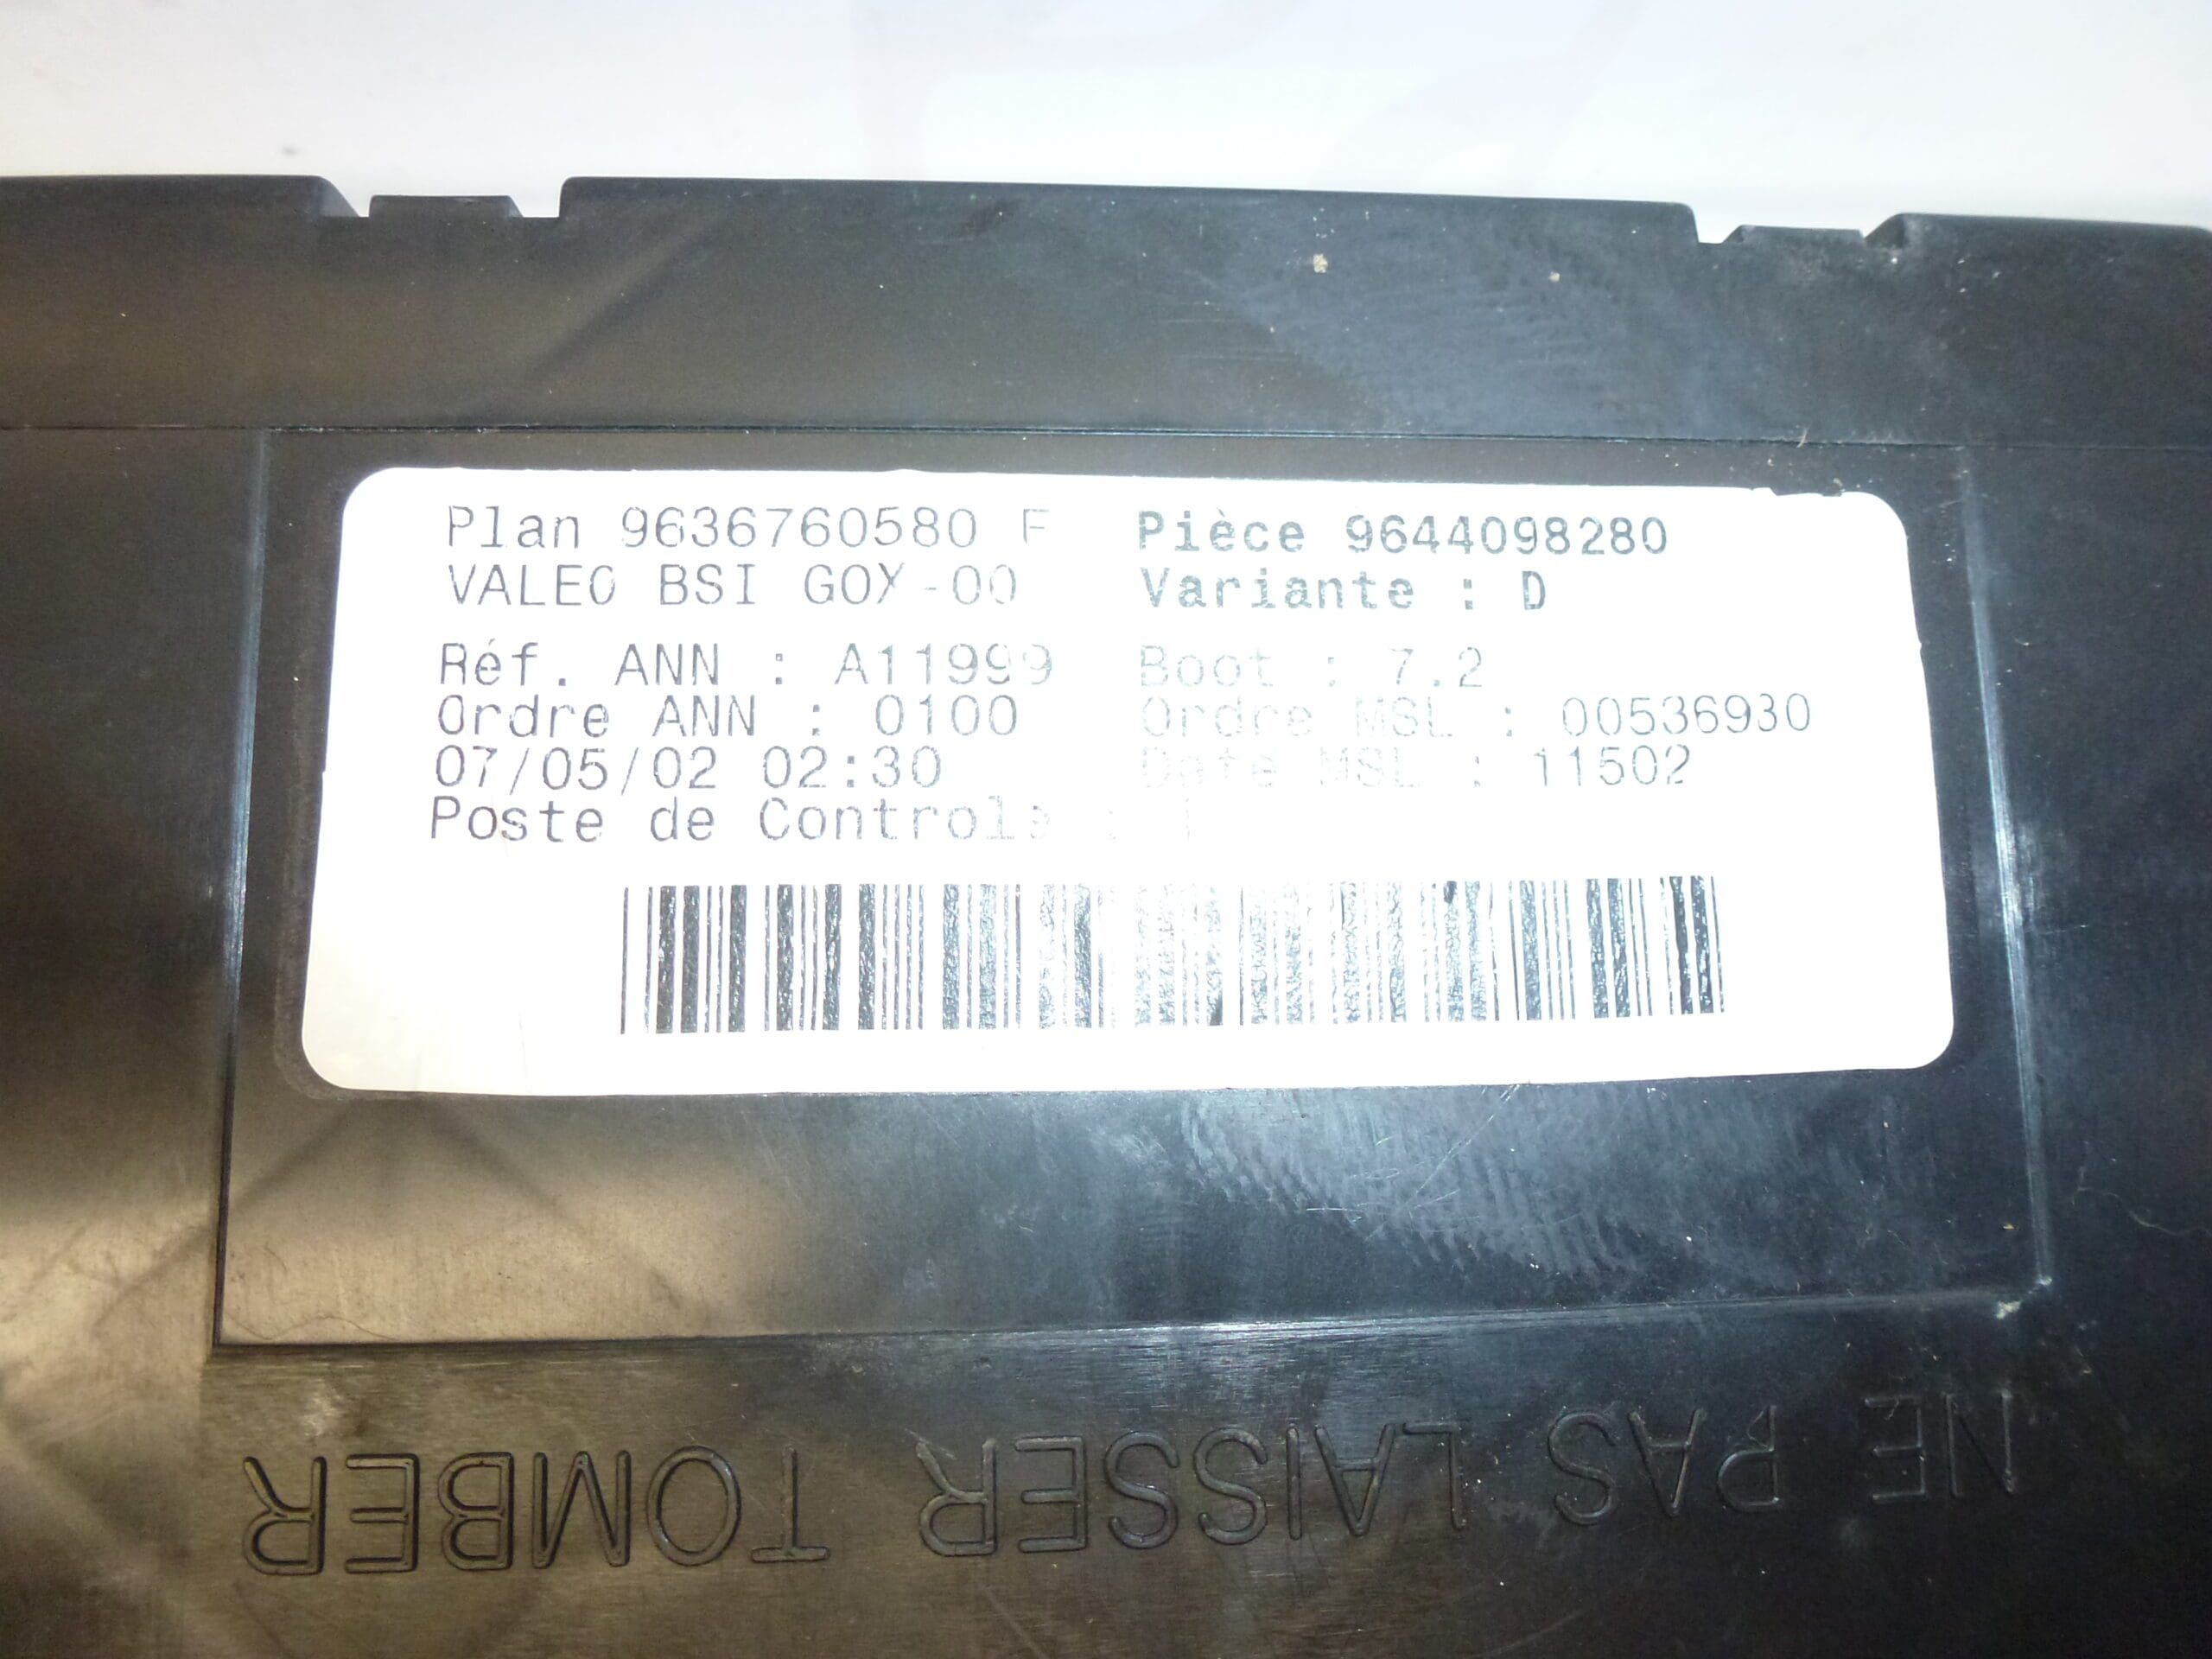 Plan 9636760580 F Pièce 9644098280
VALEO BSI GOX-00 Variante : D
Réf. ANN : A11999 Boot : 7.2
Ordre ANN : 0100 Ordre MSL : 00536930
07/05/02 02:30 Date MSL : 11502
Poste de Controle :
NE PAS LAISSER TOMBER